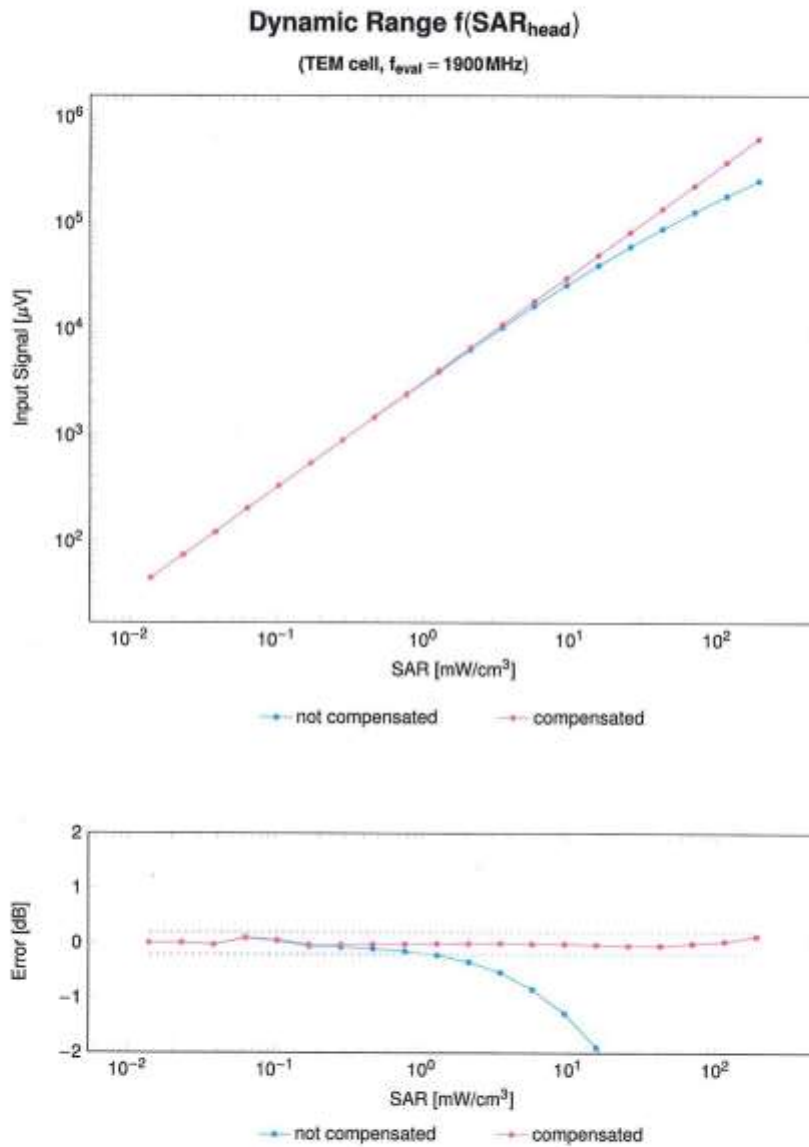 Dynamic Range f(SAR_head)
(TEM cell, f_eval = 1900 MHz)
10⁶
10⁵
10⁴
10³
10²
Input Signal [µV]
10⁻² 10⁻¹ 10⁰ 10¹ 10²
SAR [mW/cm³]
not compensated compensated
2
1
0
−1
−2
Error [dB]
10⁻² 10⁻¹ 10⁰ 10¹ 10²
SAR [mW/cm³]
not compensated compensated